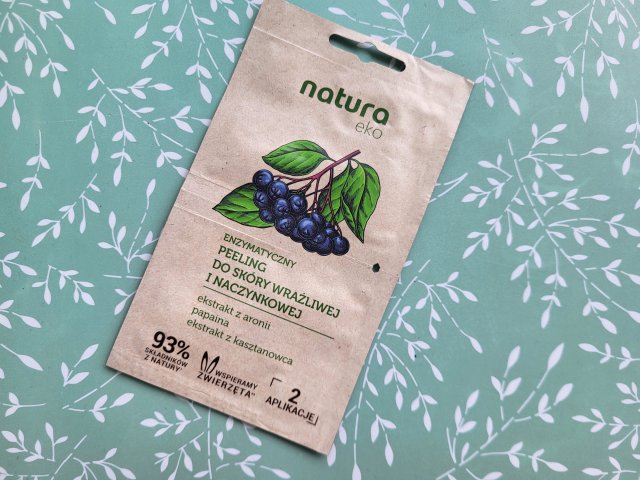 natura
eko
ENZYMATYCZNY
PEELING
DO SKÓRY WRAŻLIWEJ
I NACZYNKOWEJ
ekstrakt z aronii
papaina
ekstrakt z kasztanowca
93%
SKŁADNIKÓW
Z NATURY*
WSPIERAMY
ZWIERZĘTA**
2
APLIKACJE